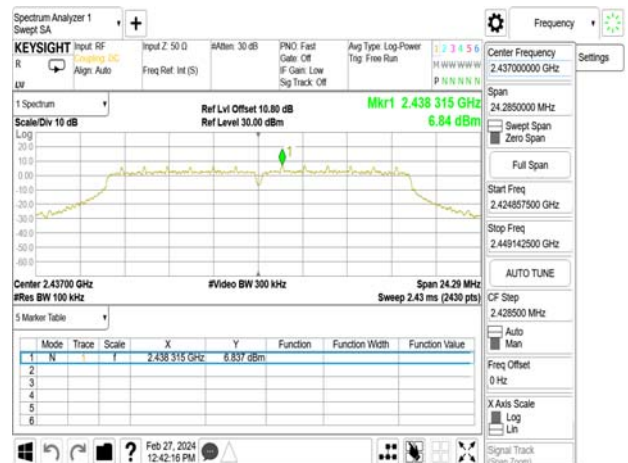 Spectrum Analyzer 1
Swept SA
Frequency
KEYSIGHT
R
Input: RF
Coupling: DC
Align: Auto
Input Z: 50 Ω
Freq Ref: Int (S)
#Atten: 30 dB
PNO: Fast
Gate: Off
IF Gain: Low
Sig Track: Off
Avg Type: Log-Power
Trig: Free Run
1 2 3 4 5 6
M W W W W W
P N N N N N
Center Frequency
2.437000000 GHz
Settings
Span
24.2850000 MHz
Swept Span
Zero Span
Full Span
Start Freq
2.424857500 GHz
Stop Freq
2.449142500 GHz
AUTO TUNE
CF Step
2.428500 MHz
Auto
Man
Freq Offset
0 Hz
X Axis Scale
Log
Lin
Signal Track
(Span Zoom)
1 Spectrum
Scale/Div 10 dB
Log
Ref Lvl Offset 10.80 dB
Ref Level 30.00 dBm
Mkr1 2.438 315 GHz
6.84 dBm
20.0
10.0
0.00
-10.0
-20.0
-30.0
-40.0
-50.0
-60.0
1
Center 2.43700 GHz
#Res BW 100 kHz
#Video BW 300 kHz
Span 24.29 MHz
Sweep 2.43 ms (2430 pts)
5 Marker Table
Mode Trace Scale X Y Function Function Width Function Value
1 N 1 f 2.438 315 GHz 6.837 dBm
2
3
4
5
6
?
Feb 27, 2024
12:42:16 PM